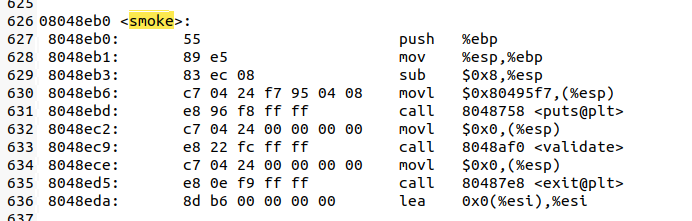 625
626 08048eb0 <smoke>:
627 8048eb0: 55 push %ebp
628 8048eb1: 89 e5 mov %esp,%ebp
629 8048eb3: 83 ec 08 sub $0x8,%esp
630 8048eb6: c7 04 24 f7 95 04 08 movl $0x80495f7,(%esp)
631 8048ebd: e8 96 f8 ff ff call 8048758 <puts@plt>
632 8048ec2: c7 04 24 00 00 00 00 movl $0x0,(%esp)
633 8048ec9: e8 22 fc ff ff call 8048af0 <validate>
634 8048ece: c7 04 24 00 00 00 00 movl $0x0,(%esp)
635 8048ed5: e8 0e f9 ff ff call 80487e8 <exit@plt>
636 8048eda: 8d b6 00 00 00 00 lea 0x0(%esi),%esi
637